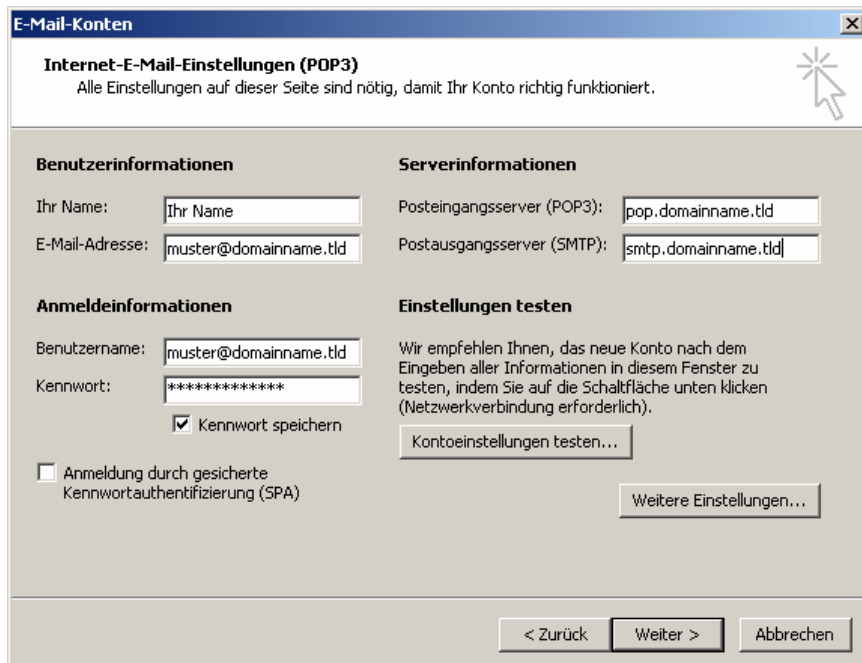 E-Mail-Konten
Internet-E-Mail-Einstellungen (POP3)
Alle Einstellungen auf dieser Seite sind nötig, damit Ihr Konto richtig funktioniert.
Benutzerinformationen
Ihr Name: Ihr Name
E-Mail-Adresse: muster@domainname.tld
Serverinformationen
Posteingangsserver (POP3): pop.domainname.tld
Postausgangsserver (SMTP): smtp.domainname.tld
Anmeldeinformationen
Benutzername: muster@domainname.tld
Kennwort: *************
Kennwort speichern
Anmeldung durch gesicherte
Kennwortauthentifizierung (SPA)
Einstellungen testen
Wir empfehlen Ihnen, das neue Konto nach dem
Eingeben aller Informationen in diesem Fenster zu
testen, indem Sie auf die Schaltfläche unten klicken
(Netzwerkverbindung erforderlich).
Kontoeinstellungen testen...
Weitere Einstellungen...
< Zurück
Weiter >
Abbrechen